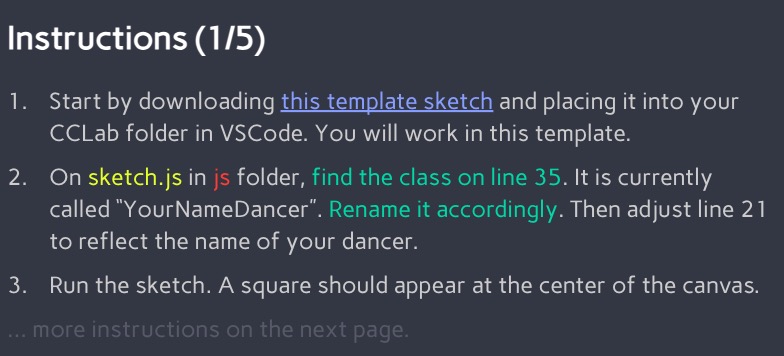 Instructions (1/5)
1. Start by downloading this template sketch and placing it into your
CCLab folder in VSCode. You will work in this template.
2. On sketch.js in js folder, find the class on line 35. It is currently
called "YourNameDancer". Rename it accordingly. Then adjust line 21
to reflect the name of your dancer.
3. Run the sketch. A square should appear at the center of the canvas.
... more instructions on the next page.